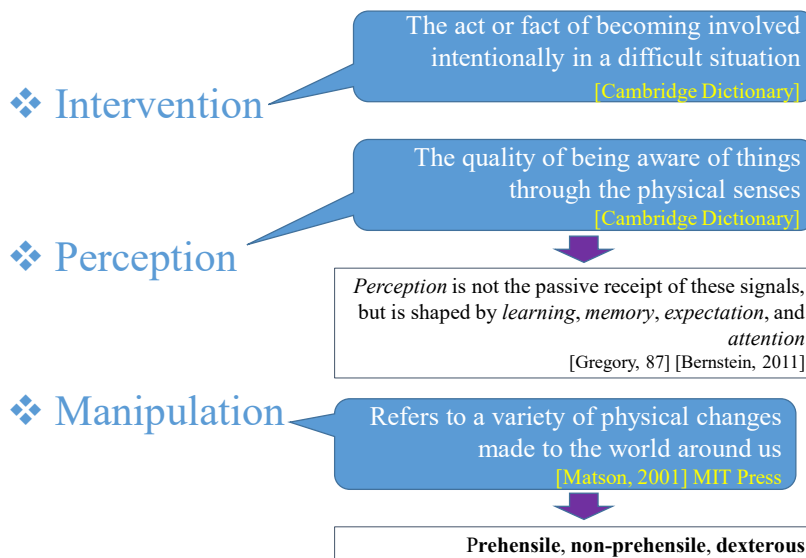 The act or fact of becoming involved
intentionally in a difficult situation
[Cambridge Dictionary]
❖ Intervention
The quality of being aware of things
through the physical senses
[Cambridge Dictionary]
❖ Perception
Perception is not the passive receipt of these signals,
but is shaped by learning, memory, expectation, and
attention
[Gregory, 87] [Bernstein, 2011]
❖ Manipulation
Refers to a variety of physical changes
made to the world around us
[Matson, 2001] MIT Press
Prehensile, non-prehensile, dexterous